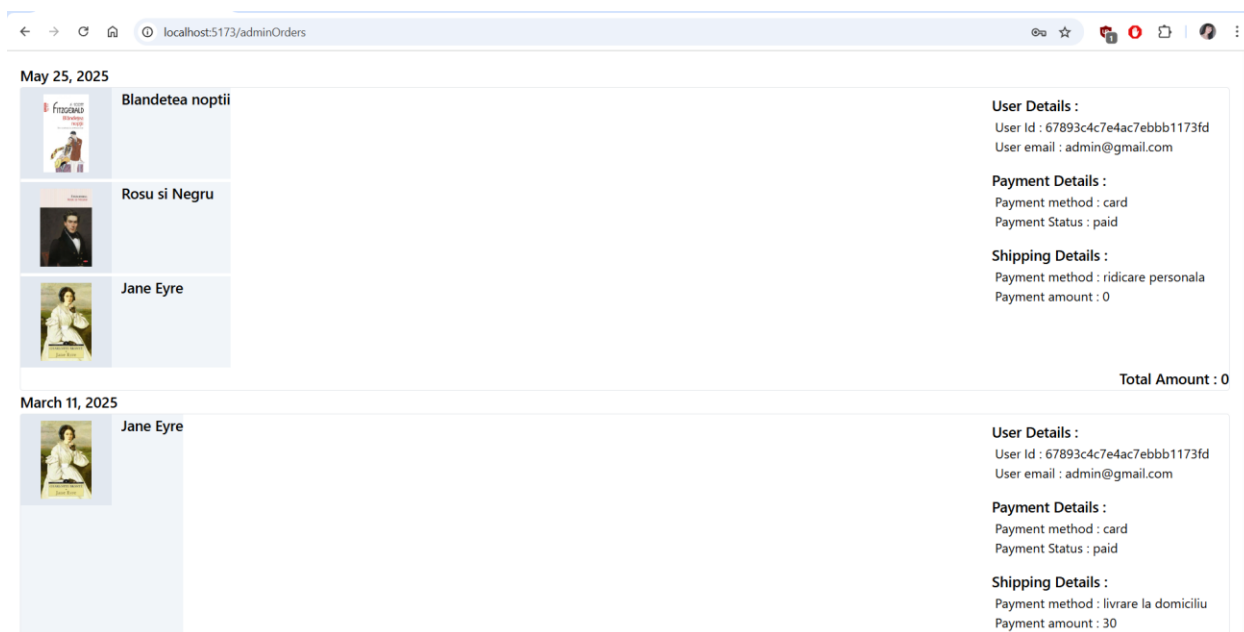 localhost:5173/adminOrders
1
May 25, 2025
FITZGERALD
Blandetea noptii
Rosu si Negru
Jane Eyre
User Details :
User Id : 67893c4c7e4ac7ebbb1173fd
User email : admin@gmail.com
Payment Details :
Payment method : card
Payment Status : paid
Shipping Details :
Payment method : ridicare personala
Payment amount : 0
Total Amount : 0
March 11, 2025
Jane Eyre
User Details :
User Id : 67893c4c7e4ac7ebbb1173fd
User email : admin@gmail.com
Payment Details :
Payment method : card
Payment Status : paid
Shipping Details :
Payment method : livrare la domiciliu
Payment amount : 30